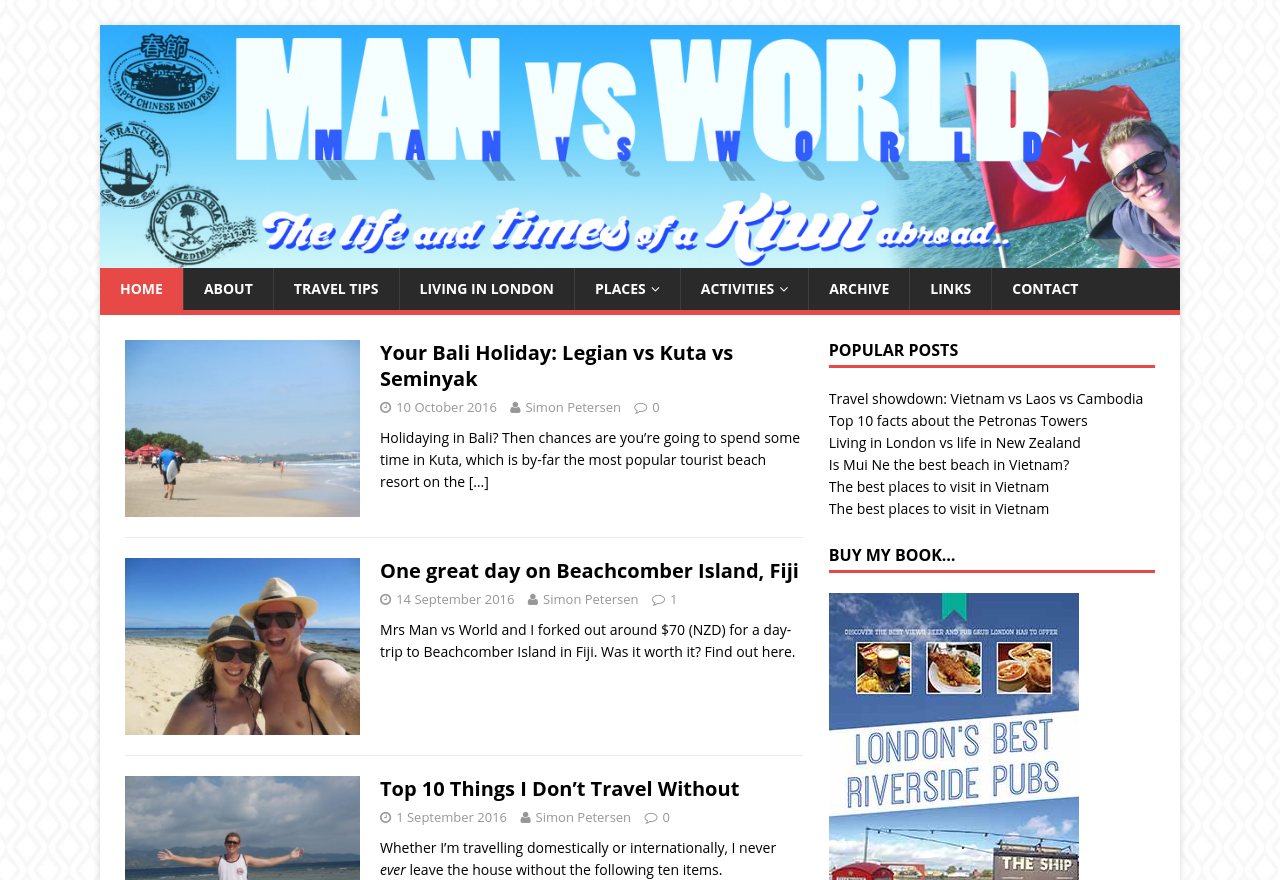 春節
HAPPY CHINESE NEW YEAR
MAN vs WORLD
MAN vs WORLD
FRANCISCO
City by the Bay
SAUDI ARABIA
MEDINA
The life and times of a Kiwi abroad..
HOME
ABOUT
TRAVEL TIPS
LIVING IN LONDON
PLACES
ACTIVITIES
ARCHIVE
LINKS
CONTACT
Your Bali Holiday: Legian vs Kuta vs
Seminyak
10 October 2016 Simon Petersen 0
Holidaying in Bali? Then chances are you’re going to spend some
time in Kuta, which is by-far the most popular tourist beach
resort on the [...]
One great day on Beachcomber Island, Fiji
14 September 2016 Simon Petersen 1
Mrs Man vs World and I forked out around $70 (NZD) for a day-
trip to Beachcomber Island in Fiji. Was it worth it? Find out here.
Top 10 Things I Don’t Travel Without
1 September 2016 Simon Petersen 0
Whether I’m travelling domestically or internationally, I never
ever leave the house without the following ten items.
POPULAR POSTS
Travel showdown: Vietnam vs Laos vs Cambodia
Top 10 facts about the Petronas Towers
Living in London vs life in New Zealand
Is Mui Ne the best beach in Vietnam?
The best places to visit in Vietnam
The best places to visit in Vietnam
BUY MY BOOK…
DISCOVER THE BEST VIEWS, BEER AND PUB GRUB LONDON HAS TO OFFER
LONDON'S BEST
RIVERSIDE PUBS
THE SHIP